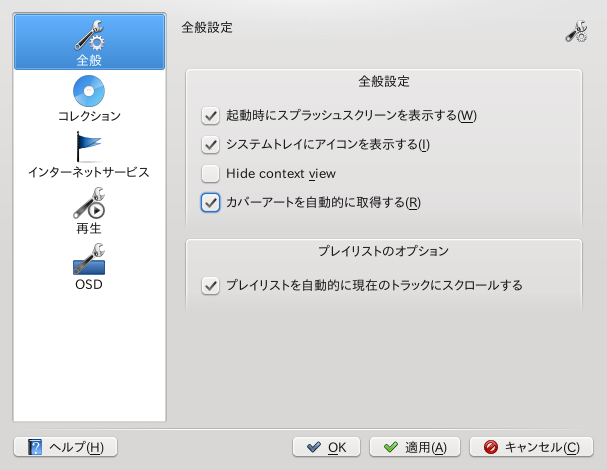 全般
コレクション
インターネットサービス
再生
OSD
全般設定
全般設定
起動時にスプラッシュスクリーンを表示する(W)
システムトレイにアイコンを表示する(I)
Hide context view
カバーアートを自動的に取得する(R)
プレイリストのオプション
プレイリストを自動的に現在のトラックにスクロールする
ヘルプ(H)
OK
適用(A)
キャンセル(C)